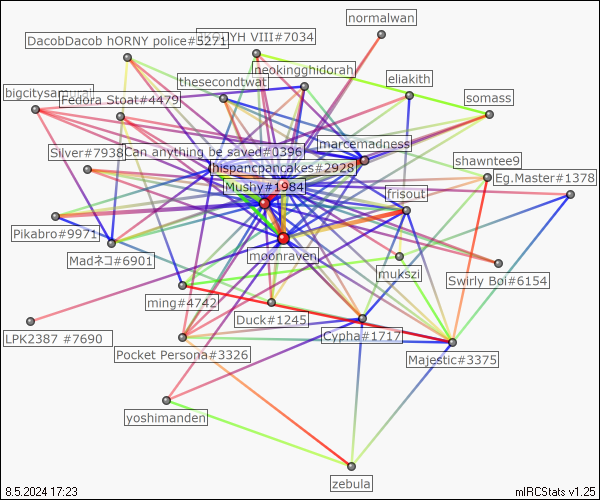 normalwan
DacobDacob hORNY police#5271
VIII#7034
neokingghidorah
eliakith
thesecondtwat
bigcitysamurai
Fedora Stoat#4479
somass
marcemadness
Silver#7938
Can anything be saved#0396
shawntee9
hispancpancakes#2928
Eg.Master#1378
Mushy#1984
frisout
Pikabro#9971
moonraven
Madネコ#6901
mukszi
Swirly Boi#6154
ming#4742
Duck#1245
LPK2387 #7690
Cypha#1717
Pocket Persona#3326
Majestic#3375
yoshimanden
zebula
8.5.2024 17:23
mIRCStats v1.25